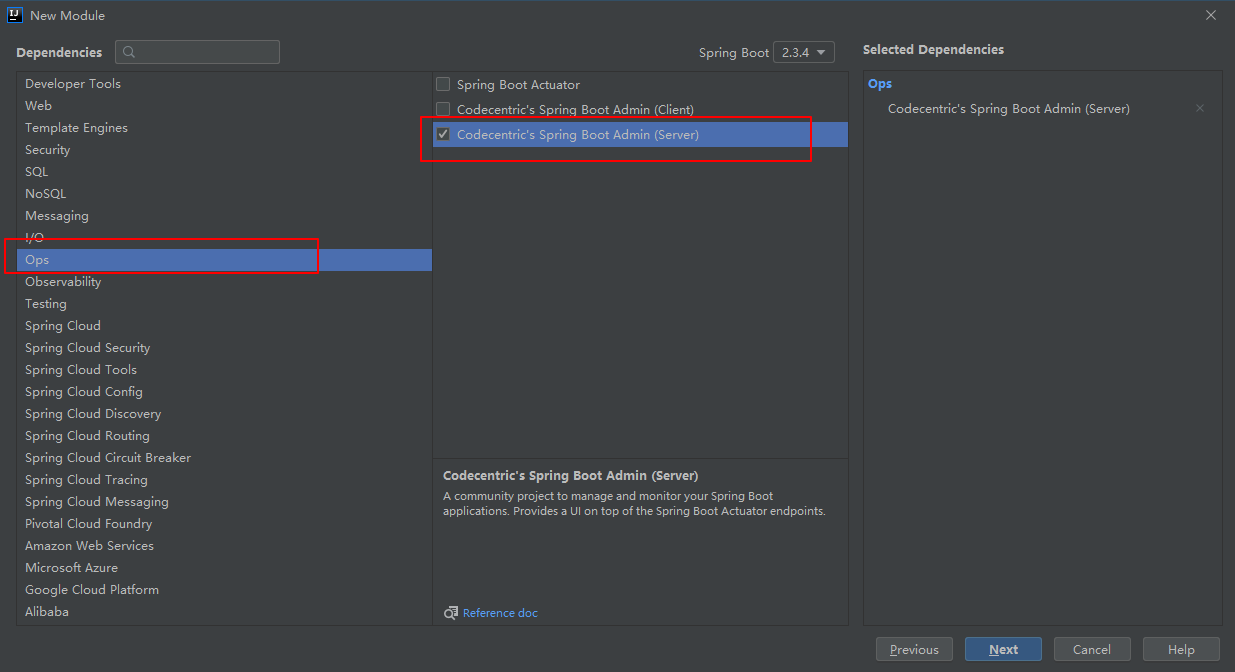 New Module
Dependencies
Spring Boot 2.3.4
Selected Dependencies
Developer Tools
Web
Template Engines
Security
SQL
NoSQL
Messaging
I/O
Ops
Observability
Testing
Spring Cloud
Spring Cloud Security
Spring Cloud Tools
Spring Cloud Config
Spring Cloud Discovery
Spring Cloud Routing
Spring Cloud Circuit Breaker
Spring Cloud Tracing
Spring Cloud Messaging
Pivotal Cloud Foundry
Amazon Web Services
Microsoft Azure
Google Cloud Platform
Alibaba
Spring Boot Actuator
Codecentric's Spring Boot Admin (Client)
Codecentric's Spring Boot Admin (Server)
Codecentric's Spring Boot Admin (Server)
A community project to manage and monitor your Spring Boot
applications. Provides a UI on top of the Spring Boot Actuator endpoints.
Reference doc
Ops
Codecentric's Spring Boot Admin (Server)
Previous
Next
Cancel
Help